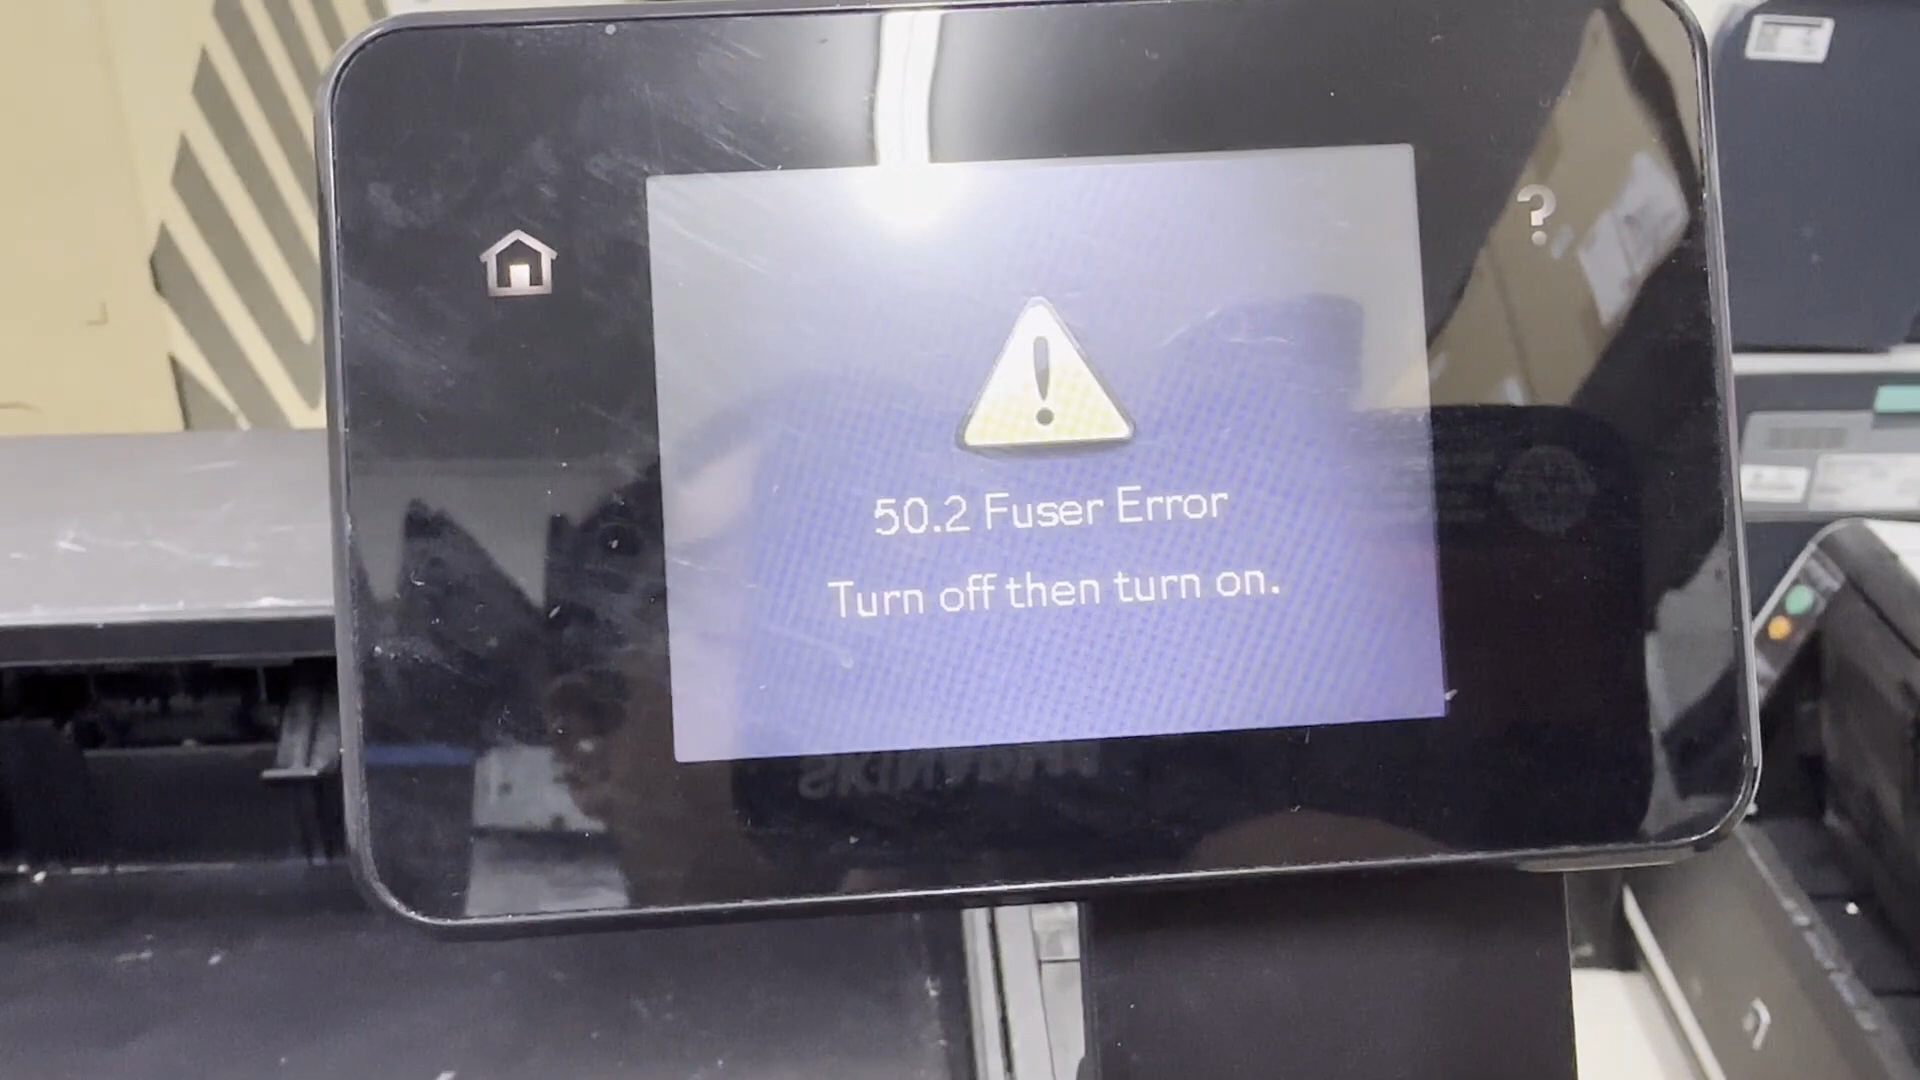 ?
50.2 Fuser Error
Turn off then turn on.